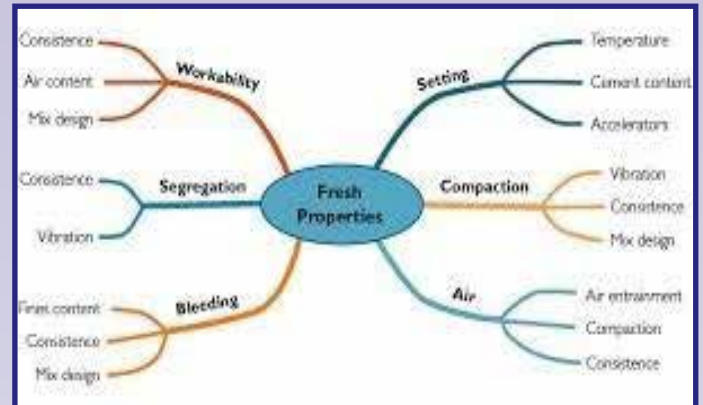 Consistence
Air content
Mix design
Workability
Consistence
Vibration
Segregation
Fines content
Consistence
Mix design
Bleeding
Fresh
Properties
Setting
Temperature
Cement content
Accelerators
Compaction
Vibration
Consistence
Mix design
Air
Air entrainment
Compaction
Consistence